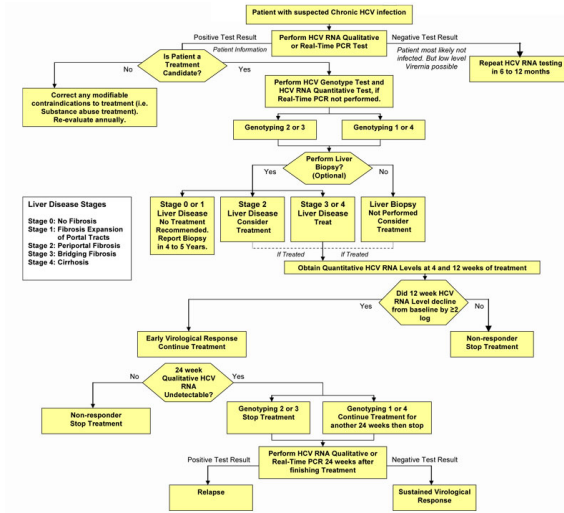 Patient with suspected Chronic HCV infection
Positive Test Result
Perform HCV RNA Qualitative
or Real-Time PCR Test
Negative Test Result
Patient Information
Patient most likely not
infected. But low level
Viremia possible
Is Patient a
Treatment
Candidate?
Repeat HCV RNA testing
in 6 to 12 months
No
Yes
Correct any modifiable
contraindications to treatment (i.e.
Substance abuse treatment).
Re-evaluate annually.
Perform HCV Genotype Test and
HCV RNA Quantitative Test, if
Real-Time PCR not performed.
Genotyping 2 or 3
Genotyping 1 or 4
Perform Liver
Biopsy?
(Optional)
Yes
No
Liver Disease Stages
Stage 0: No Fibrosis
Stage 1: Fibrosis Expansion
of Portal Tracts
Stage 2: Periportal Fibrosis
Stage 3: Bridging Fibrosis
Stage 4: Cirrhosis
Stage 0 or 1
Liver Disease
No Treatment
Recommended.
Report Biopsy
in 4 to 5 Years.
Stage 2
Liver Disease
Consider
Treatment
Stage 3 or 4
Liver Disease
Treat
Liver Biopsy
Not Performed
Consider
Treatment
If Treated
If Treated
Obtain Quantitative HCV RNA Levels at 4 and 12 weeks of treatment
Did 12 week HCV
RNA Level decline
from baseline by ≥2
log
Yes
No
Early Virological Response
Continue Treatment
Non-responder
Stop Treatment
24 week
Qualitative HCV
RNA
Undetectable?
No
Yes
Non-responder
Stop Treatment
Genotyping 2 or 3
Stop Treatment
Genotyping 1 or 4
Continue Treatment for
another 24 weeks then stop
Positive Test Result
Perform HCV RNA Qualitative or
Real-Time PCR 24 weeks after
finishing Treatment
Negative Test Result
Relapse
Sustained Virological
Response